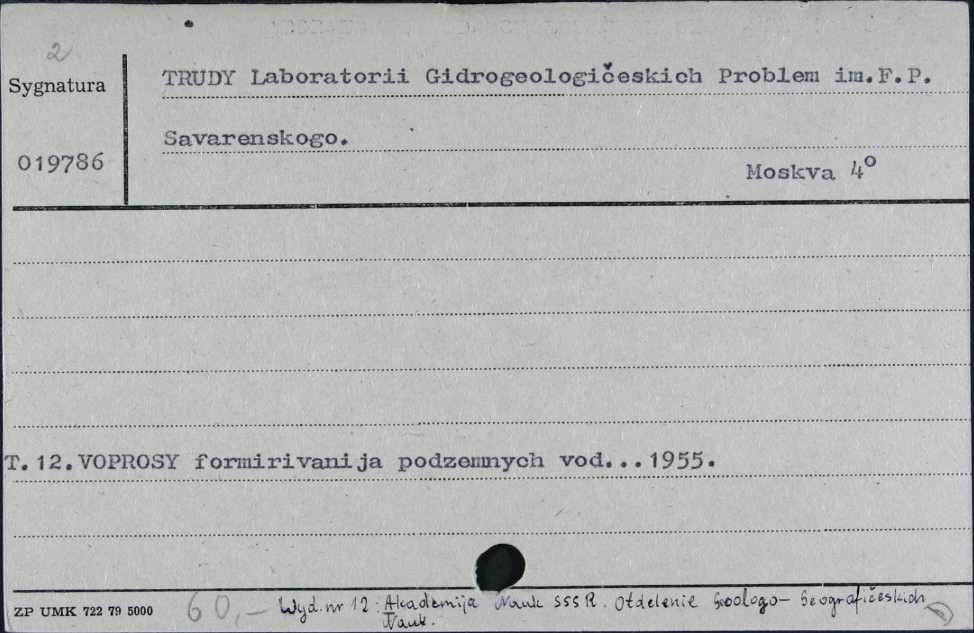 2
Sygnatura
TRUDY Laboratorii Gidrogeologičeskich Problem im.F.P.
Savarenskogo.
019786
Moskva 4º
T.12.VOPROSY formirivanija podzemnych vod...1955.
ZP UMK 722 79 5000
60,-
Wyd. nr 12: Akademija Nauk SSSR. Otdelenie Geologo-Geografičeskich
Nauk.